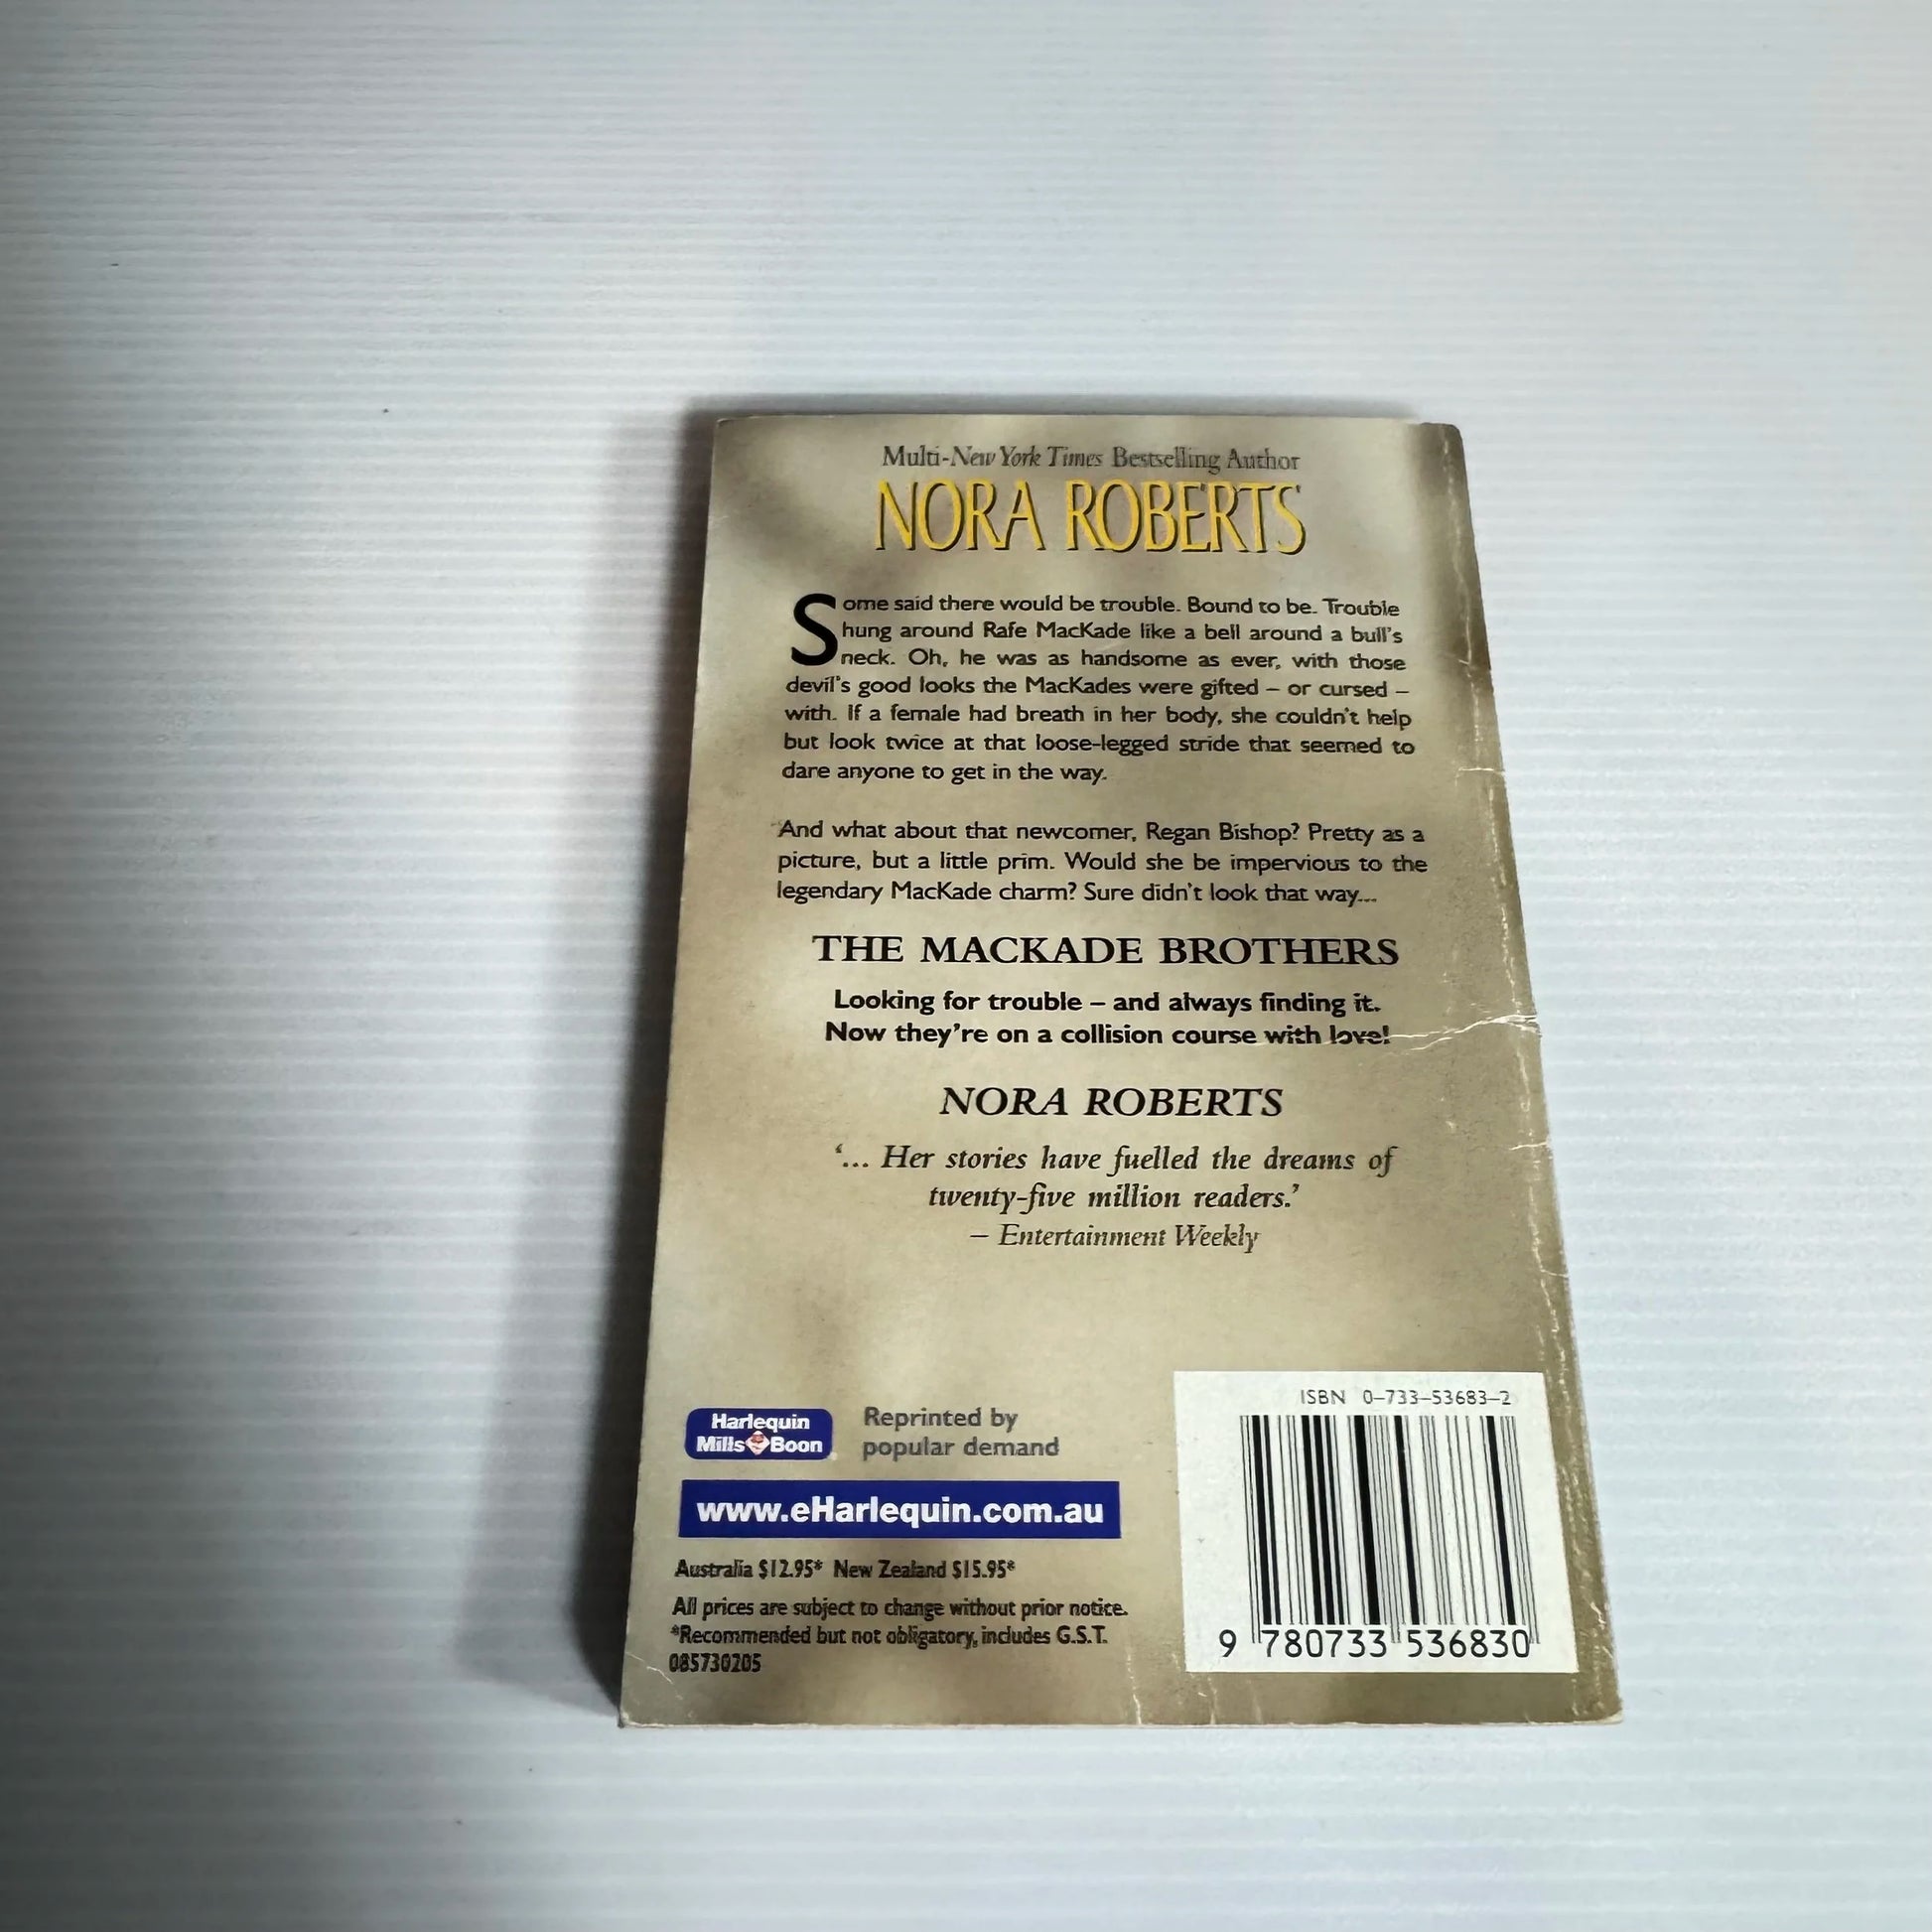 Multi-New York Times Bestselling Author
NORA ROBERTS
Some said there would be trouble. Bound to be. Trouble
hung around Rafe MacKade like a bell around a bull's
neck. Oh, he was as handsome as ever, with those
devil's good looks the MacKades were gifted – or cursed –
with. If a female had breath in her body, she couldn't help
but look twice at that loose-legged stride that seemed to
dare anyone to get in the way.
And what about that newcomer, Regan Bishop? Pretty as a
picture, but a little prim. Would she be impervious to the
legendary MacKade charm? Sure didn't look that way...
THE MACKADE BROTHERS
Looking for trouble – and always finding it.
Now they're on a collision course with love!
NORA ROBERTS
‘... Her stories have fuelled the dreams of
twenty-five million readers.’
– Entertainment Weekly
Harlequin
Mills Boon
Reprinted by
popular demand
www.eHarlequin.com.au
Australia $12.95* New Zealand $15.95*
All prices are subject to change without prior notice.
*Recommended but not obligatory, includes G.S.T.
085730205
ISBN 0-733-53683-2
9 780733 536830